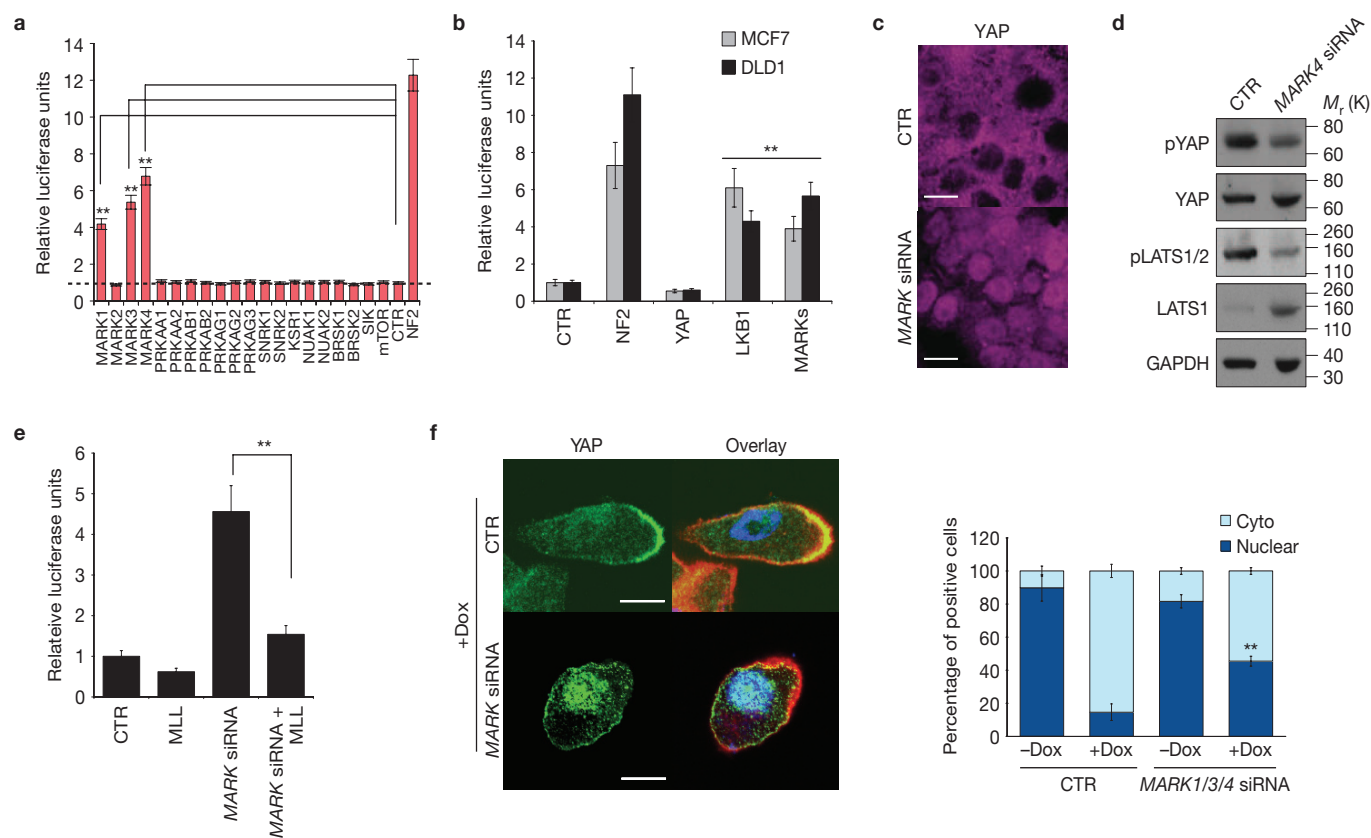 a
Relative luciferase units
14
12
10
8
6
4
2
0
**
**
**
MARK1
MARK2
MARK3
MARK4
PRKAA1
PRKAA2
PRKAB1
PRKAB2
PRKAG1
PRKAG2
PRKAG3
SNRK1
SNRK2
KSR1
NUAK1
NUAK2
BRSK1
BRSK2
SIK
mTOR
CTR
NF2
b
Relative luciferase units
14
12
10
8
6
4
2
0
MCF7
DLD1
**
CTR
NF2
YAP
LKB1
MARKs
c
YAP
CTR
MARK siRNA
d
CTR
MARK4 siRNA
Mr (K)
pYAP
80
60
YAP
80
60
pLATS1/2
260
160
110
LATS1
260
160
110
GAPDH
40
30
e
Relateive luciferase units
7
6
5
4
3
2
1
0
**
CTR
MLL
MARK siRNA
MARK siRNA +
MLL
f
YAP
Overlay
+Dox
CTR
MARK siRNA
Cyto
Nuclear
Percentage of positive cells
120
100
80
60
40
20
0
**
–Dox
+Dox
–Dox
+Dox
CTR
MARK1/3/4 siRNA